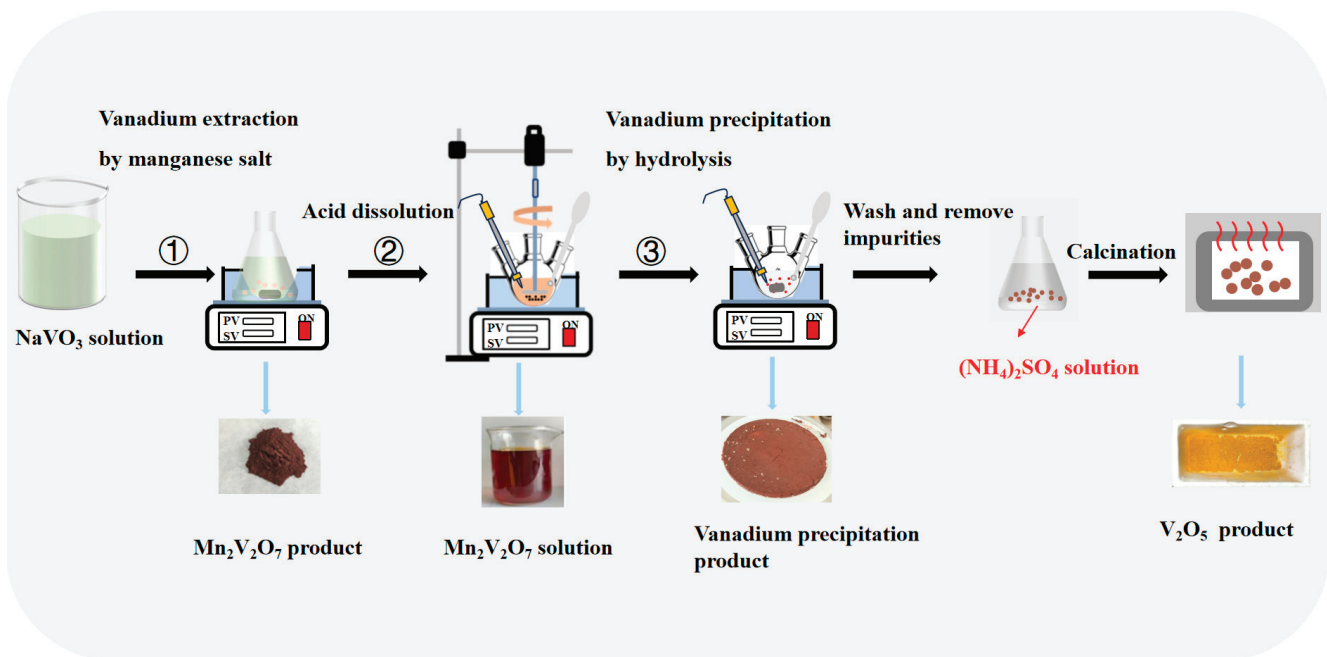 Vanadium extraction
by manganese salt
Vanadium precipitation
by hydrolysis
Acid dissolution
Wash and remove
impurities
Calcination
①
②
③
NaVO₃ solution
PV
SV
ON
PV
SV
ON
PV
SV
ON
(NH₄)₂SO₄ solution
Mn₂V₂O₇ product
Mn₂V₂O₇ solution
Vanadium precipitation
product
V₂O₅ product